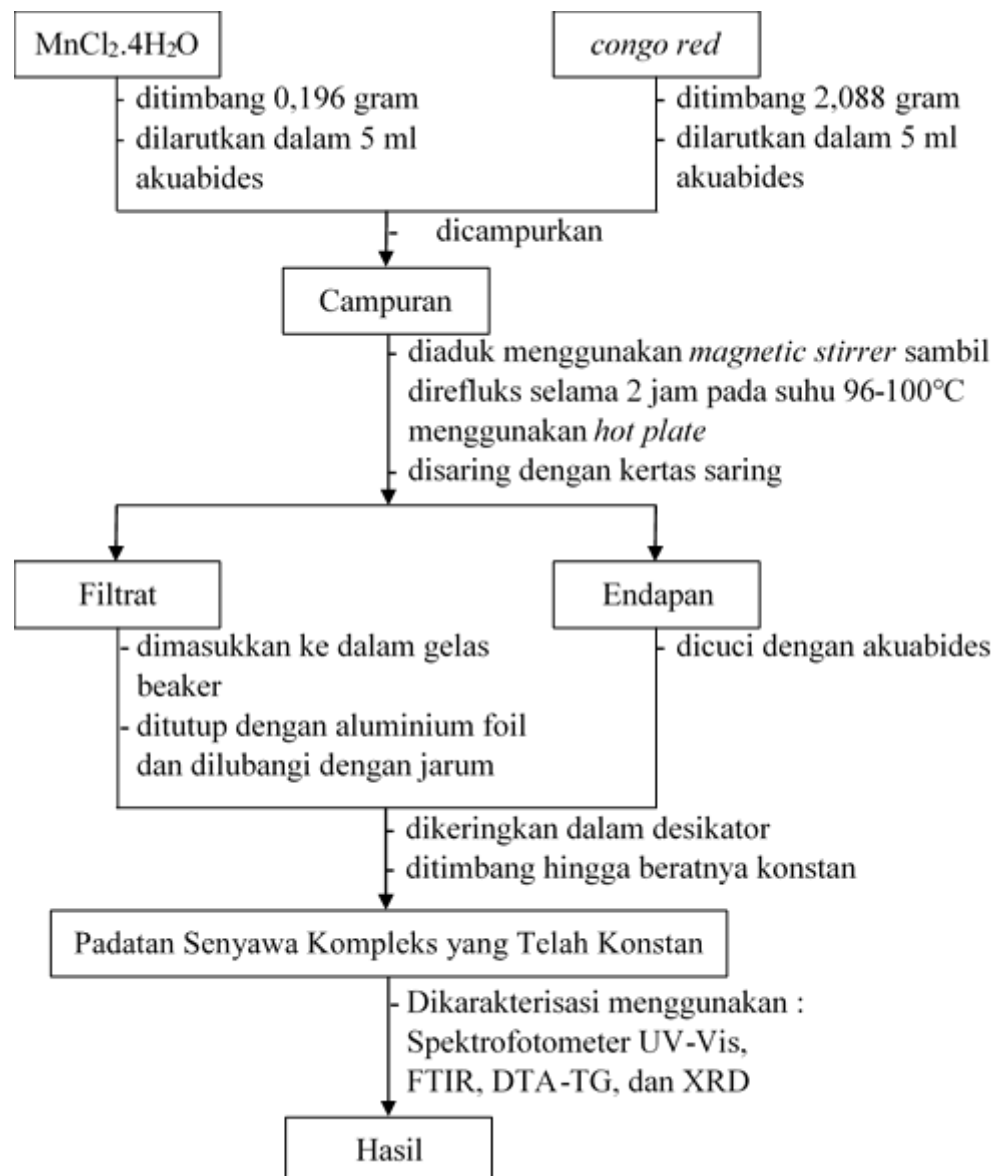 MnCl₂.4H₂O
- ditimbang 0,196 gram
- dilarutkan dalam 5 ml
akuabides
congo red
- ditimbang 2,088 gram
- dilarutkan dalam 5 ml
akuabides
- dicampurkan
Campuran
- diaduk menggunakan magnetic stirrer sambil
direfluks selama 2 jam pada suhu 96-100°C
menggunakan hot plate
- disaring dengan kertas saring
Filtrat
- dimasukkan ke dalam gelas
beaker
- ditutup dengan aluminium foil
dan dilubangi dengan jarum
Endapan
- dicuci dengan akuabides
- dikeringkan dalam desikator
- ditimbang hingga beratnya konstan
Padatan Senyawa Kompleks yang Telah Konstan
- Dikarakterisasi menggunakan :
Spektrofotometer UV-Vis,
FTIR, DTA-TG, dan XRD
Hasil